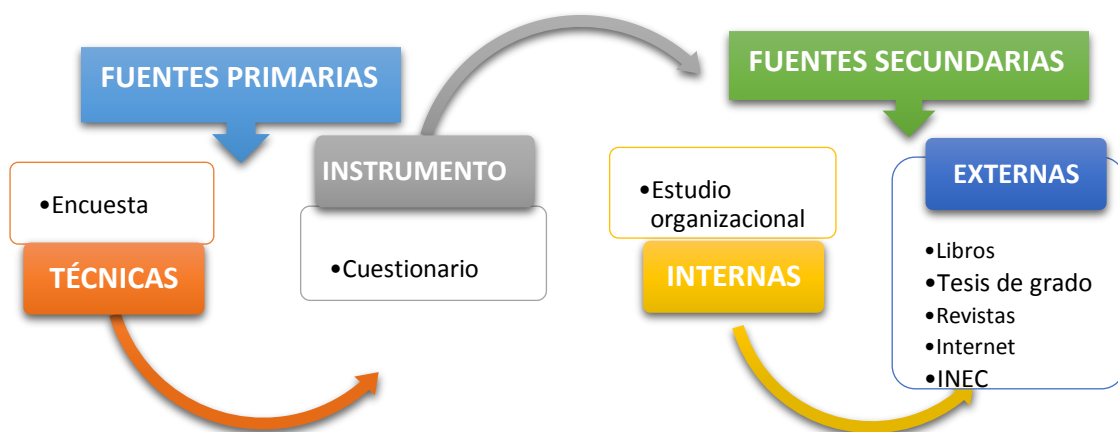 FUENTES PRIMARIAS
•Encuesta
TÉCNICAS
INSTRUMENTO
•Cuestionario
FUENTES SECUNDARIAS
•Estudio
organizacional
INTERNAS
EXTERNAS
•Libros
•Tesis de grado
•Revistas
•Internet
•INEC